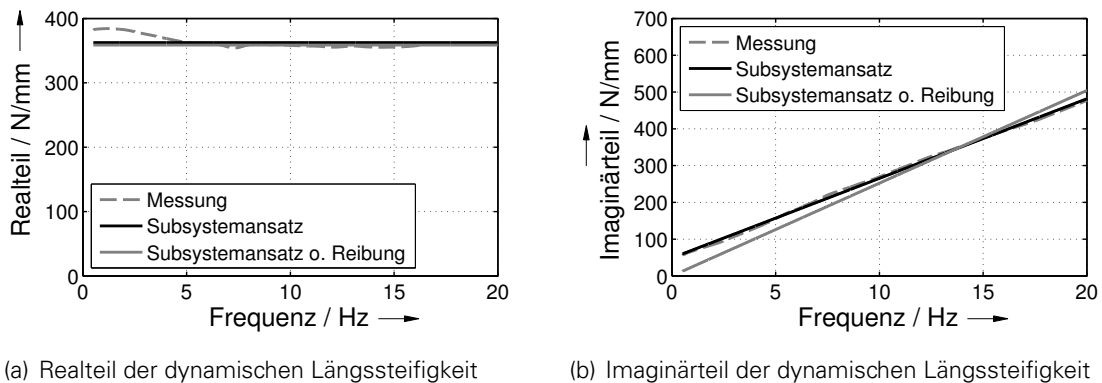 400
300
200
100
0
Realteil / N/mm
Messung
Subsystemansatz
Subsystemansatz o. Reibung
0 5 10 15 20
Frequenz / Hz
(a) Realteil der dynamischen Längssteifigkeit
700
600
500
400
300
200
100
0
Imaginärteil / N/mm
Messung
Subsystemansatz
Subsystemansatz o. Reibung
0 5 10 15 20
Frequenz / Hz
(b) Imaginärteil der dynamischen Längssteifigkeit